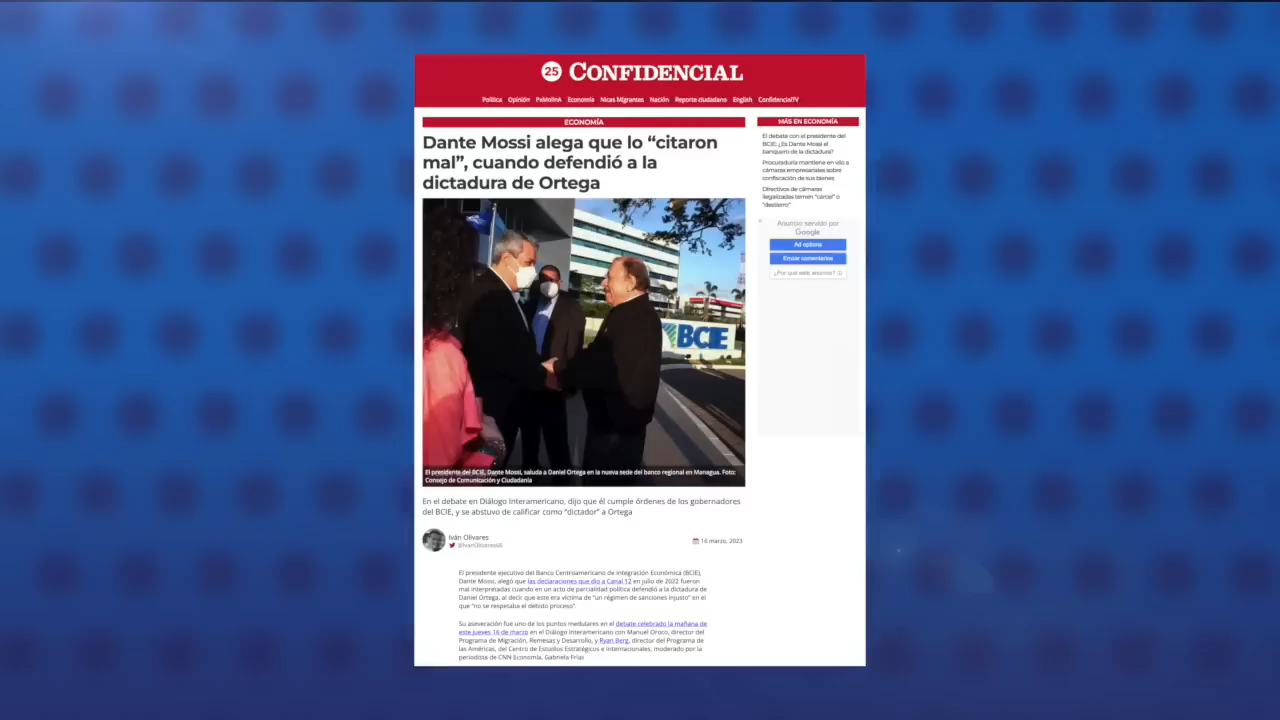 25 CONFIDENCIAL
Política Opinión PxMolinA Economía Nicas Migrantes Nación Reporte ciudadano English ConfidencialTV
ECONOMÍA
Dante Mossi alega que lo “citaron
mal”, cuando defendió a la
dictadura de Ortega
BCIE
El presidente del BCIE, Dante Mossi, saluda a Daniel Ortega en la nueva sede del banco regional en Managua. Foto:
Consejo de Comunicación y Ciudadanía
En el debate en Diálogo Interamericano, dijo que él cumple órdenes de los gobernadores
del BCIE, y se abstuvo de calificar como “dictador” a Ortega
Iván Olivares
@IvanOlivares66
16 marzo, 2023
El presidente ejecutivo del Banco Centroamericano de Integración Económica (BCIE),
Dante Mossi, alegó que las declaraciones que dio a Canal 12 en julio de 2022 fueron
mal interpretadas cuando en un acto de parcialidad política defendió a la dictadura de
Daniel Ortega, al decir que este era víctima de “un régimen de sanciones injusto” en el
que “no se respetaba el debido proceso”.
Su aseveración fue uno de los puntos medulares en el debate celebrado la mañana de
este jueves 16 de marzo en el Diálogo Interamericano con Manuel Oroco, director del
Programa de Migración, Remesas y Desarrollo, y Ryan Berg, director del Programa de
las Américas, del Centro de Estudios Estratégicos e Internacionales, moderado por la
periodista de CNN Economía, Gabriela Frías
MÁS EN ECONOMÍA
El debate con el presidente del
BCIE: ¿Es Dante Mossi el
banquero de la dictadura?
Procuraduría mantiene en vilo a
cámaras empresariales sobre
confiscación de sus bienes
Directivos de cámaras
ilegalizadas temen “cárcel” o
“destierro”
Anuncio servido por
Google
Ad options
Enviar comentarios
¿Por qué este anuncio?